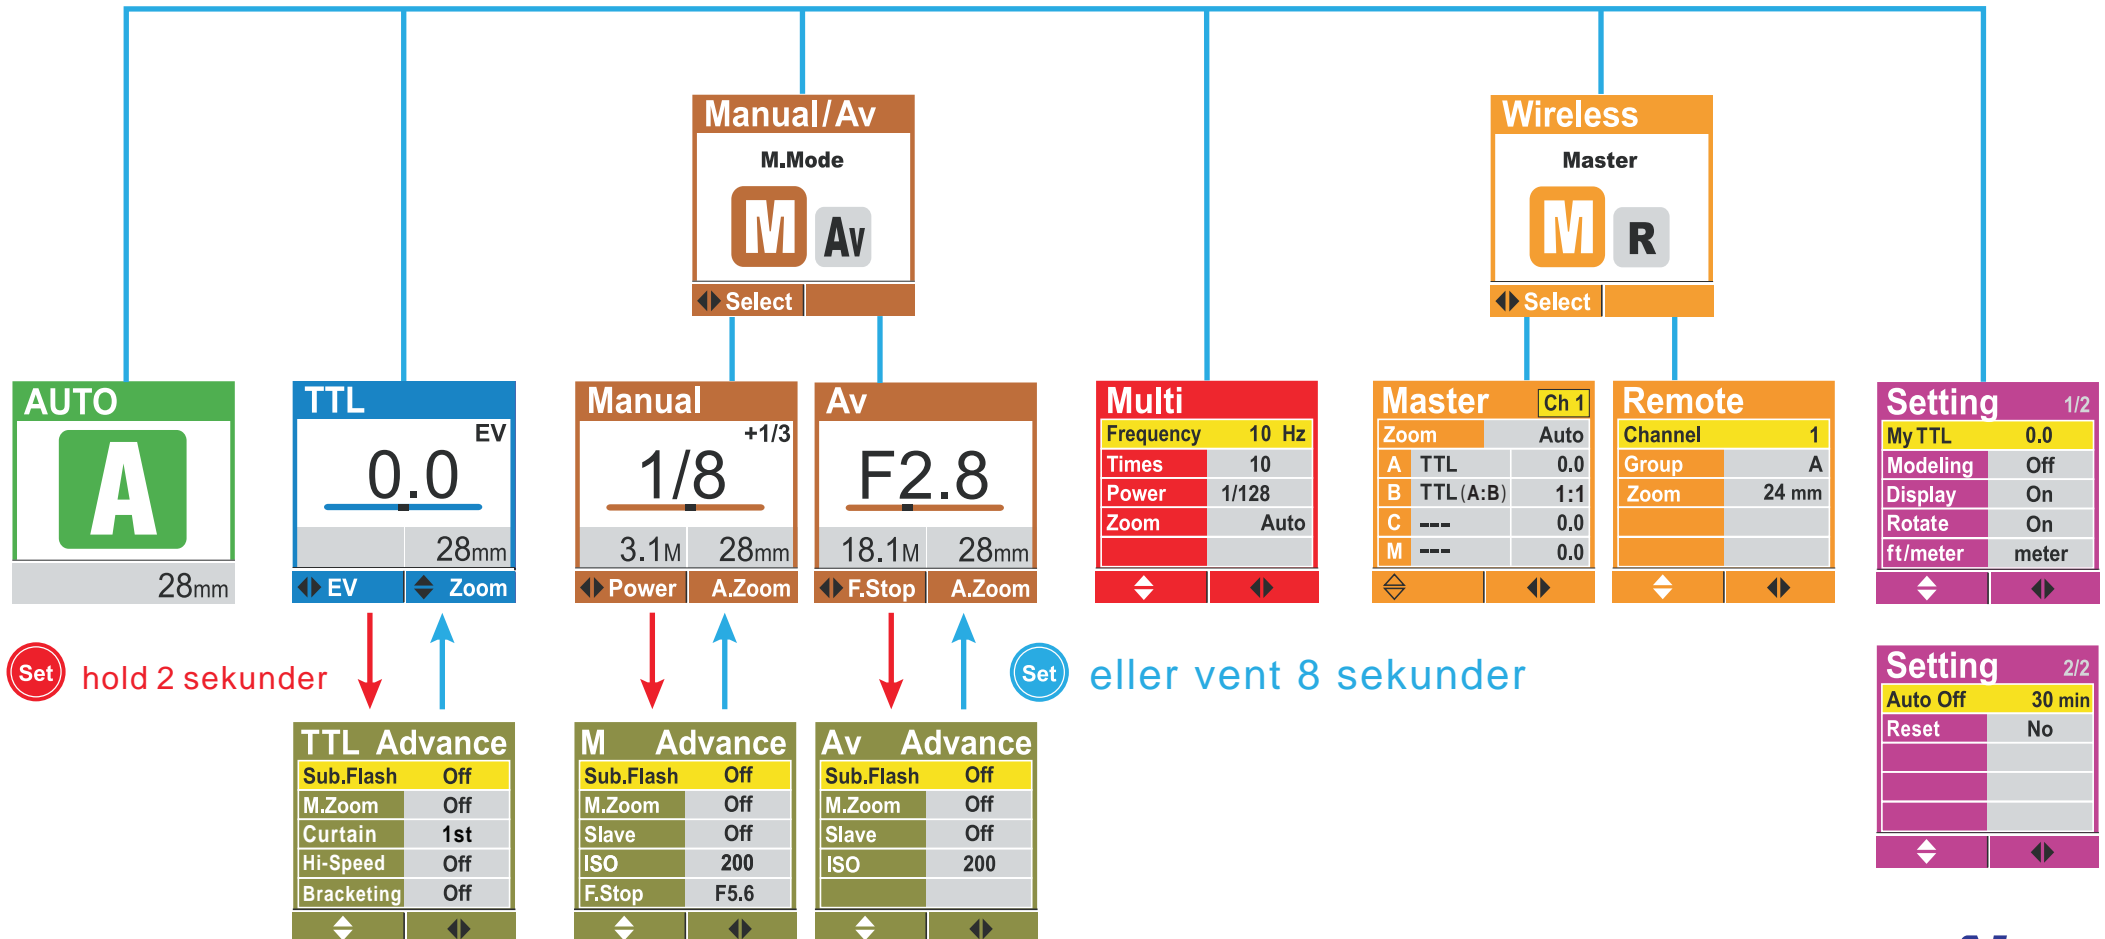 Manual/Av
M.Mode
M Av
Select
Wireless
Master
M R
Select
AUTO
A
28mm
TTL
EV
0.0
28mm
EV Zoom
Manual
+1/3
1/8
3.1M 28mm
Power A.Zoom
Av
F2.8
18.1M 28mm
F.Stop A.Zoom
Multi
Frequency 10 Hz
Times 10
Power 1/128
Zoom Auto
Master Ch 1
Zoom Auto
A TTL 0.0
B TTL(A:B) 1:1
C --- 0.0
M --- 0.0
Remote
Channel 1
Group A
Zoom 24 mm
Setting 1/2
My TTL 0.0
Modeling Off
Display On
Rotate On
ft/meter meter
Set hold 2 sekunder
Set eller vent 8 sekunder
Setting 2/2
Auto Off 30 min
Reset No
TTL Advance
Sub.Flash Off
M.Zoom Off
Curtain 1st
Hi-Speed Off
Bracketing Off
M Advance
Sub.Flash Off
M.Zoom Off
Slave Off
ISO 200
F.Stop F5.6
Av Advance
Sub.Flash Off
M.Zoom Off
Slave Off
ISO 200